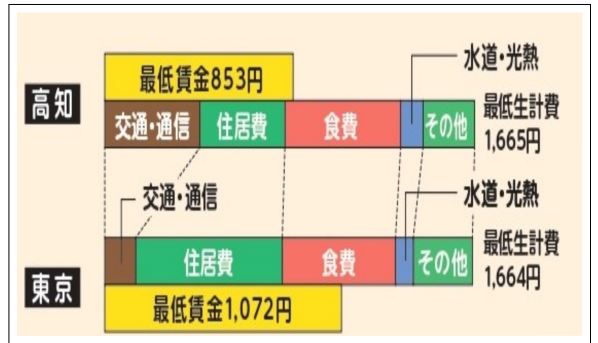 最低賃金853円
水道・光熱
高知
交通・通信 住居費 食費 その他
最低生計費
1,665円
交通・通信
水道・光熱
住居費 食費 その他
最低生計費
1,664円
東京
最低賃金1,072円